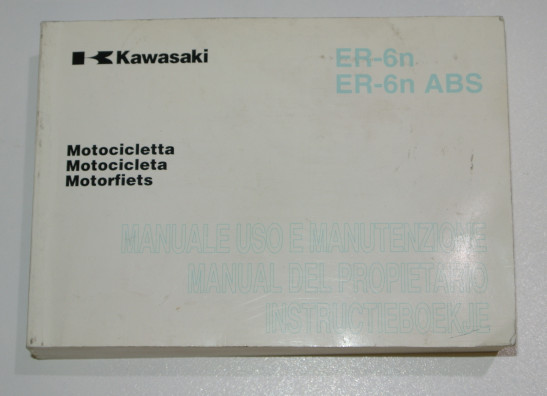 Kawasaki
ER-6n
ER-6n ABS
Motocicletta
Motocicleta
Motorfiets
MANUALE USO E MANUTENZIONE
MANUAL DEL PROPIETARIO
INSTRUCTIEBOEKJE